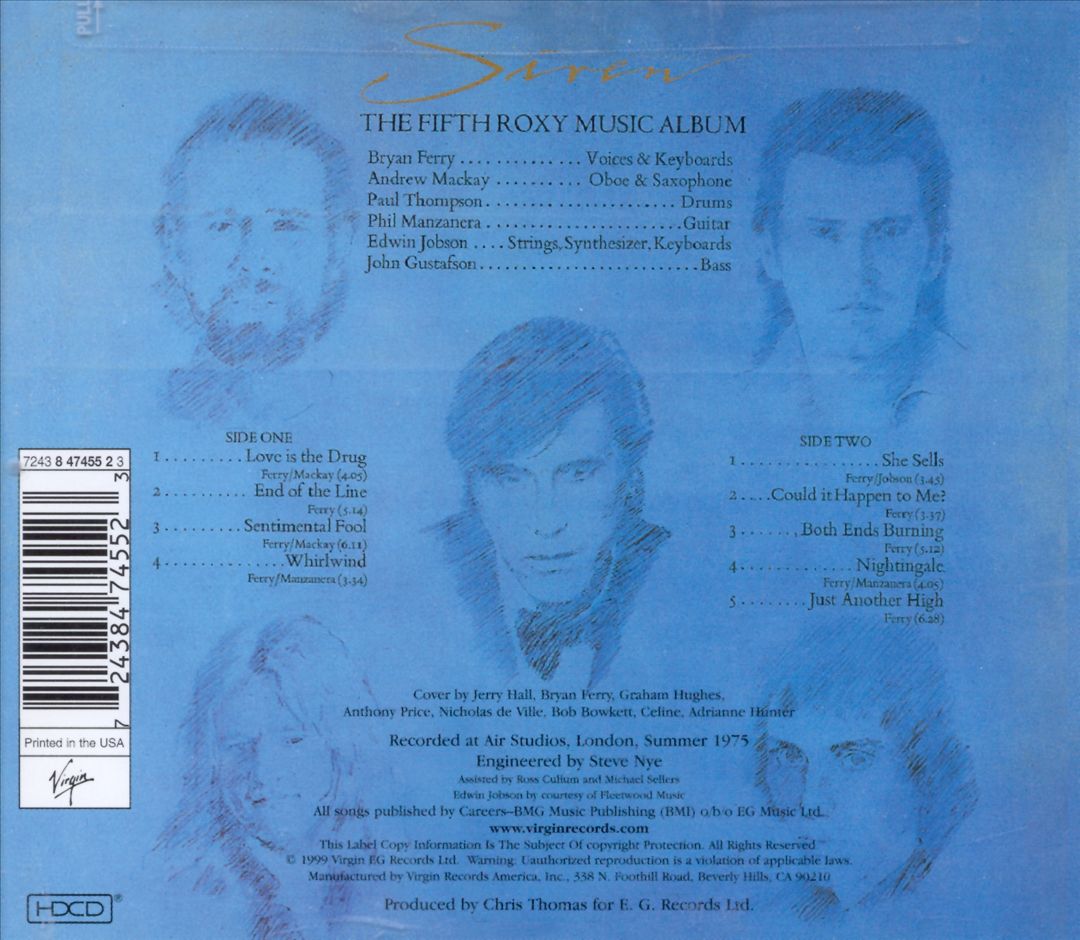 PULL
Siren
THE FIFTH ROXY MUSIC ALBUM
Bryan Ferry . . . . . . . . . . . . . . Voices & Keyboards
Andrew Mackay . . . . . . . . . . Oboe & Saxophone
Paul Thompson . . . . . . . . . . . . . . . . . . . . . Drums
Phil Manzanera . . . . . . . . . . . . . . . . . . . . . . Guitar
Edwin Jobson . . . . Strings, Synthesizer, Keyboards
John Gustafson . . . . . . . . . . . . . . . . . . . . . . . . Bass
SIDE ONE
1 . . . . . . . . . Love is the Drug
Ferry/Mackay (4.05)
2 . . . . . . . . . . End of the Line
Ferry (5.14)
3 . . . . . . . . . Sentimental Fool
Ferry/Mackay (6.11)
4 . . . . . . . . . . . . . Whirlwind
Ferry/Manzanera (3.34)
SIDE TWO
1 . . . . . . . . . . . . . . . . She Sells
Ferry/Jobson (3.45)
2 . . . . . Could it Happen to Me?
Ferry (3.37)
3 . . . . . . , Both Ends Burning
Ferry (5.12)
4 . . . . . . . . . . . . . Nightingale
Ferry/Manzanera (4.05)
5 . . . . . . . . Just Another High
Ferry (6.28)
7243 8 47455 2 3
7 24384 74552 3
Printed in the USA
Virgin
Cover by Jerry Hall, Bryan Ferry, Graham Hughes,
Anthony Price, Nicholas de Ville, Bob Bowkett, Celine, Adrianne Hunter
Recorded at Air Studios, London, Summer 1975
Engineered by Steve Nye
Assisted by Ross Cullum and Michael Sellers
Edwin Jobson by courtesy of Fleetwood Music
All songs published by Careers–BMG Music Publishing (BMI) o/b/o EG Music Ltd.
www.virginrecords.com
This Label Copy Information Is The Subject Of copyright Protection. All Rights Reserved
© 1999 Virgin EG Records Ltd. Warning: Uauthorized reproduction is a violation of applicable laws.
Manufactured by Virgin Records America, Inc., 338 N. Foothill Road, Beverly Hills, CA 90210
HDCD®
Produced by Chris Thomas for E. G. Records Ltd.